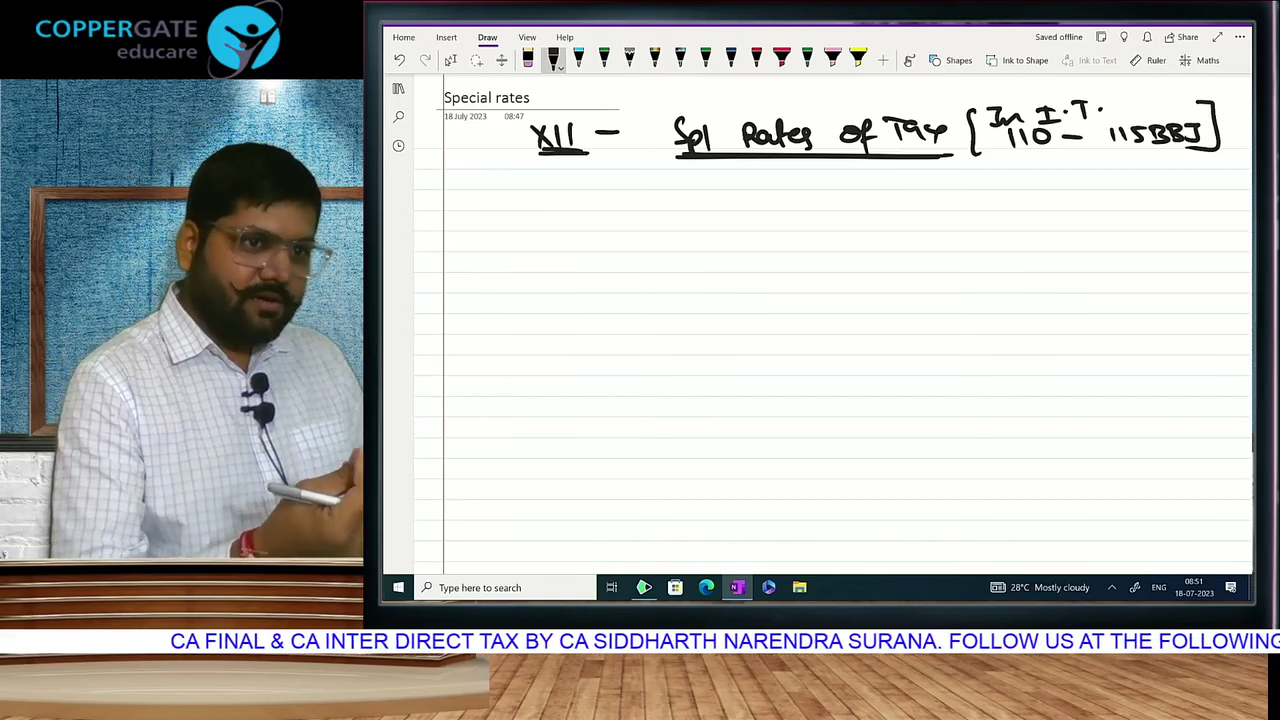 COPPERGATE
educare
Home Insert Draw View Help
Saved offline
Share
Shapes
Ink to Shape
Ink to Text
Ruler
Maths
Special rates
18 July 2023 08:47
XII - Spl Rates of Tax [In I.T. 110 - 115BBJ]
Type here to search
28°C Mostly cloudy
ENG
08:51
18-07-2023
CA FINAL & CA INTER DIRECT TAX BY CA SIDDHARTH NARENDRA SURANA. FOLLOW US AT THE FOLLOWING